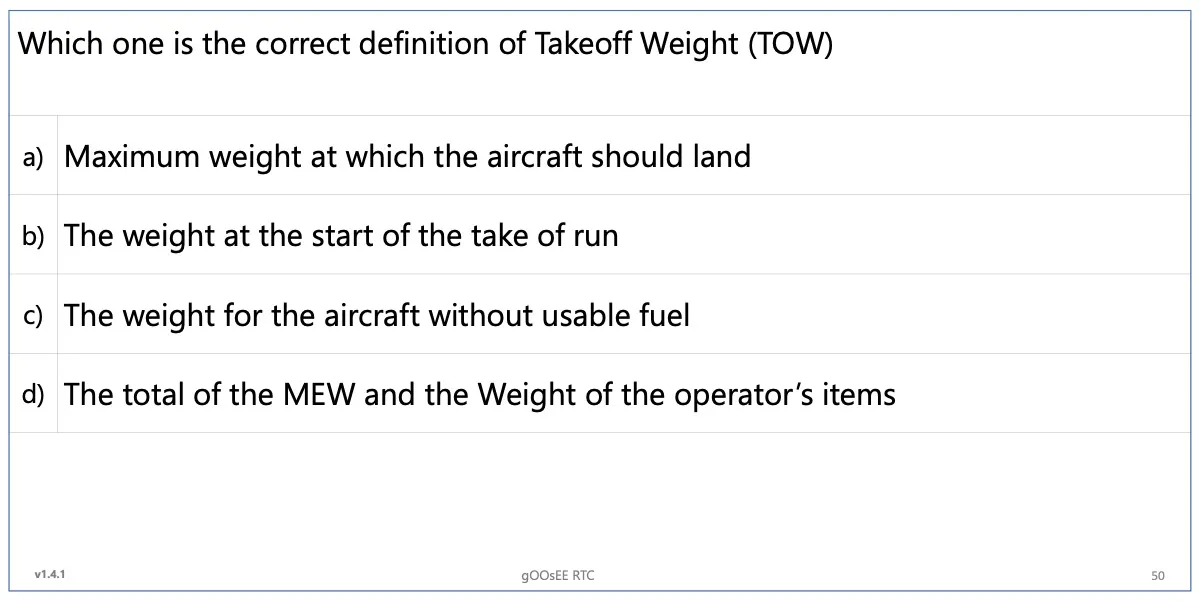 Which one is the correct definition of Takeoff Weight (TOW)
a) Maximum weight at which the aircraft should land
b) The weight at the start of the take of run
c) The weight for the aircraft without usable fuel
d) The total of the MEW and the Weight of the operator’s items
v1.4.1 gOOsEE RTC 50